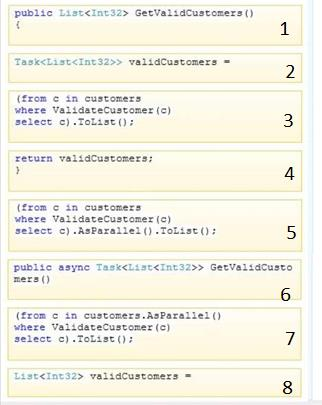 public List<Int32> GetValidCustomers()
{
1
Task<List<Int32>> validCustomers =
2
(from c in customers
where ValidateCustomer(c)
select c).ToList();
3
return validCustomers;
}
4
(from c in customers
where ValidateCustomer(c)
select c).AsParallel().ToList();
5
public async Task<List<Int32>> GetValidCusto
mers()
6
(from c in customers.AsParallel()
where ValidateCustomer(c)
select c).ToList();
7
List<Int32> validCustomers =
8